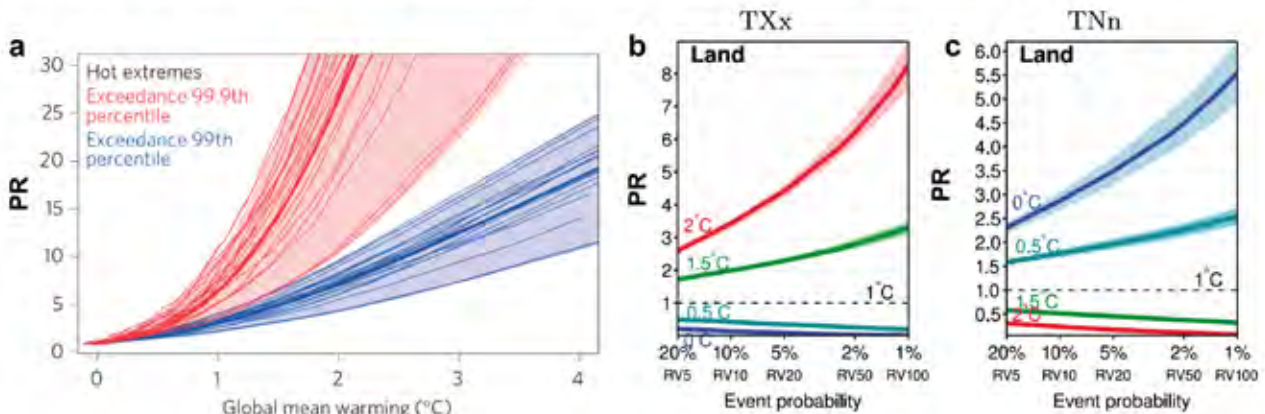 a
PR
30
25
20
15
10
5
0
Hot extremes
Exceedance 99.9th
percentile
Exceedance 99th
percentile
0 1 2 3 4
Global mean warming (°C)
TXx
b
PR
Land
8
7
6
5
4
3
2
1
2°C
1.5°C
1°C
0.5°C
0°C
20% 10% 5% 2% 1%
RV5 RV10 RV20 RV50 RV100
Event probability
TNn
c
PR
Land
6.0
5.5
5.0
4.5
4.0
3.5
3.0
2.5
2.0
1.5
1.0
0.5
0°C
0.5°C
1°C
1.5°C
2°C
20% 10% 5% 2% 1%
RV5 RV10 RV20 RV50 RV100
Event probability